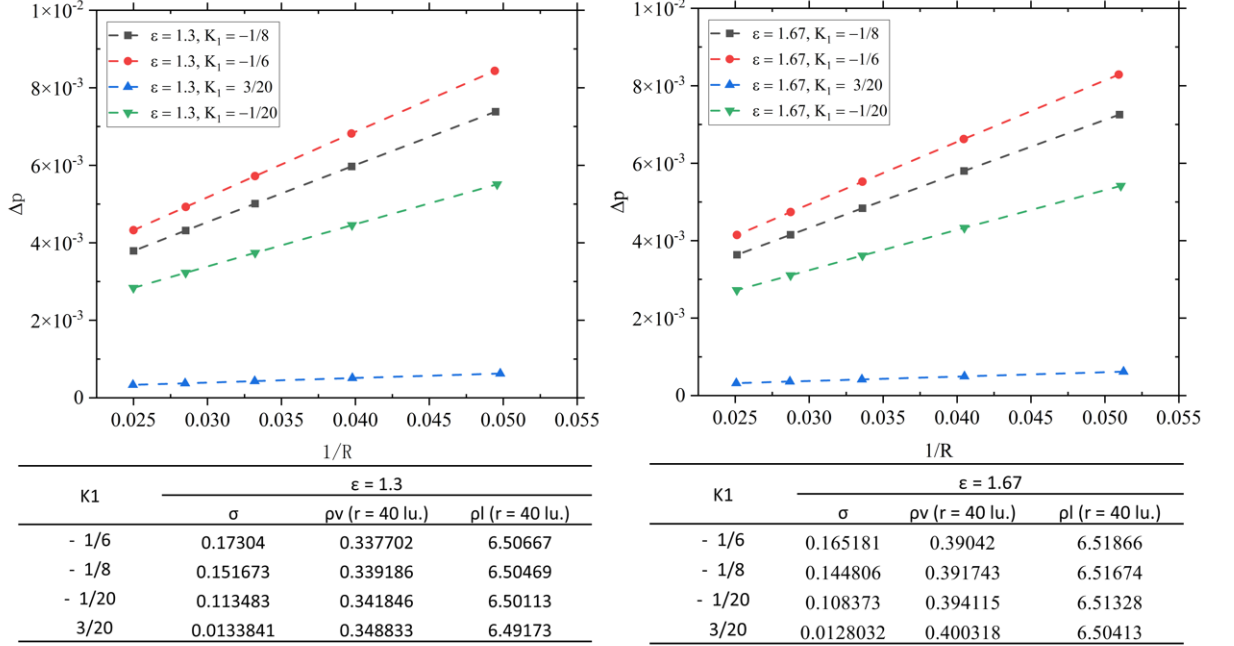 1×10⁻²
8×10⁻³
6×10⁻³
4×10⁻³
2×10⁻³
0
Δp
ε = 1.3, K₁ = −1/8
ε = 1.3, K₁ = −1/6
ε = 1.3, K₁ = 3/20
ε = 1.3, K₁ = −1/20
0.025 0.030 0.035 0.040 0.045 0.050 0.055
1/R
K1
ε = 1.3
σ ρv (r = 40 lu.) ρl (r = 40 lu.)
- 1/6 0.17304 0.337702 6.50667
- 1/8 0.151673 0.339186 6.50469
- 1/20 0.113483 0.341846 6.50113
3/20 0.0133841 0.348833 6.49173
1×10⁻²
8×10⁻³
6×10⁻³
4×10⁻³
2×10⁻³
0
Δp
ε = 1.67, K₁ = −1/8
ε = 1.67, K₁ = −1/6
ε = 1.67, K₁ = 3/20
ε = 1.67, K₁ = −1/20
0.025 0.030 0.035 0.040 0.045 0.050 0.055
1/R
K1
ε = 1.67
σ ρv (r = 40 lu.) ρl (r = 40 lu.)
- 1/6 0.165181 0.39042 6.51866
- 1/8 0.144806 0.391743 6.51674
- 1/20 0.108373 0.394115 6.51328
3/20 0.0128032 0.400318 6.50413